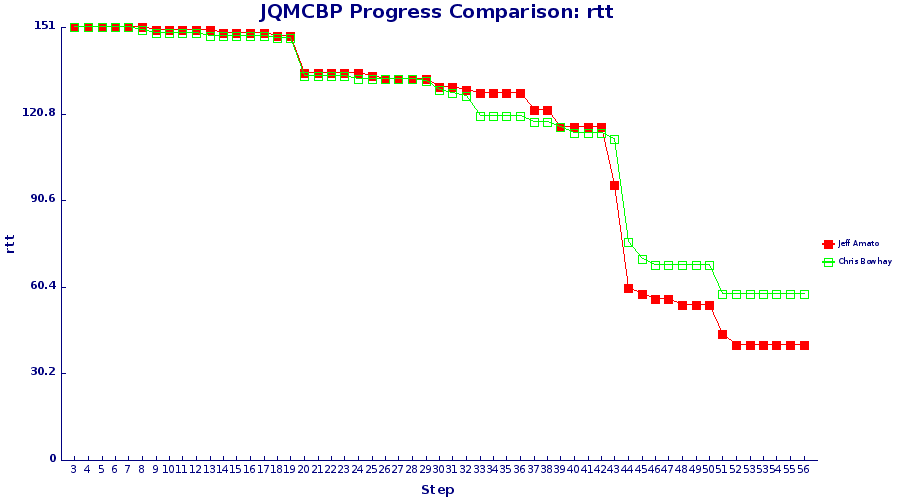 JQMCBP Progress Comparison: rtt
151
120.8
90.6
60.4
30.2
0
rtt
Jeff Amato
Chris Bowhay
3 4 5 6 7 8 9 10 11 12 13 14 15 16 17 18 19 20 21 22 23 24 25 26 27 28 29 30 31 32 33 34 35 36 37 38 39 40 41 42 43 44 45 46 47 48 49 50 51 52 53 53 54 55 56
Step